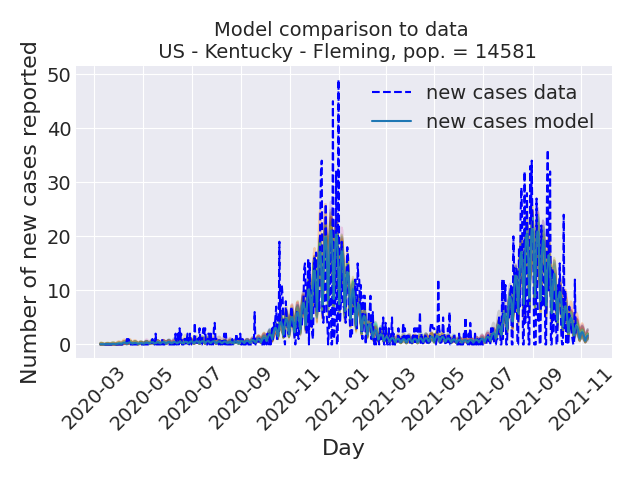 Model comparison to data
US - Kentucky - Fleming, pop. = 14581
Number of new cases reported
50
40
30
20
10
0
new cases data
new cases model
2020-03
2020-05
2020-07
2020-09
2020-11
2021-01
2021-03
2021-05
2021-07
2021-09
2021-11
Day